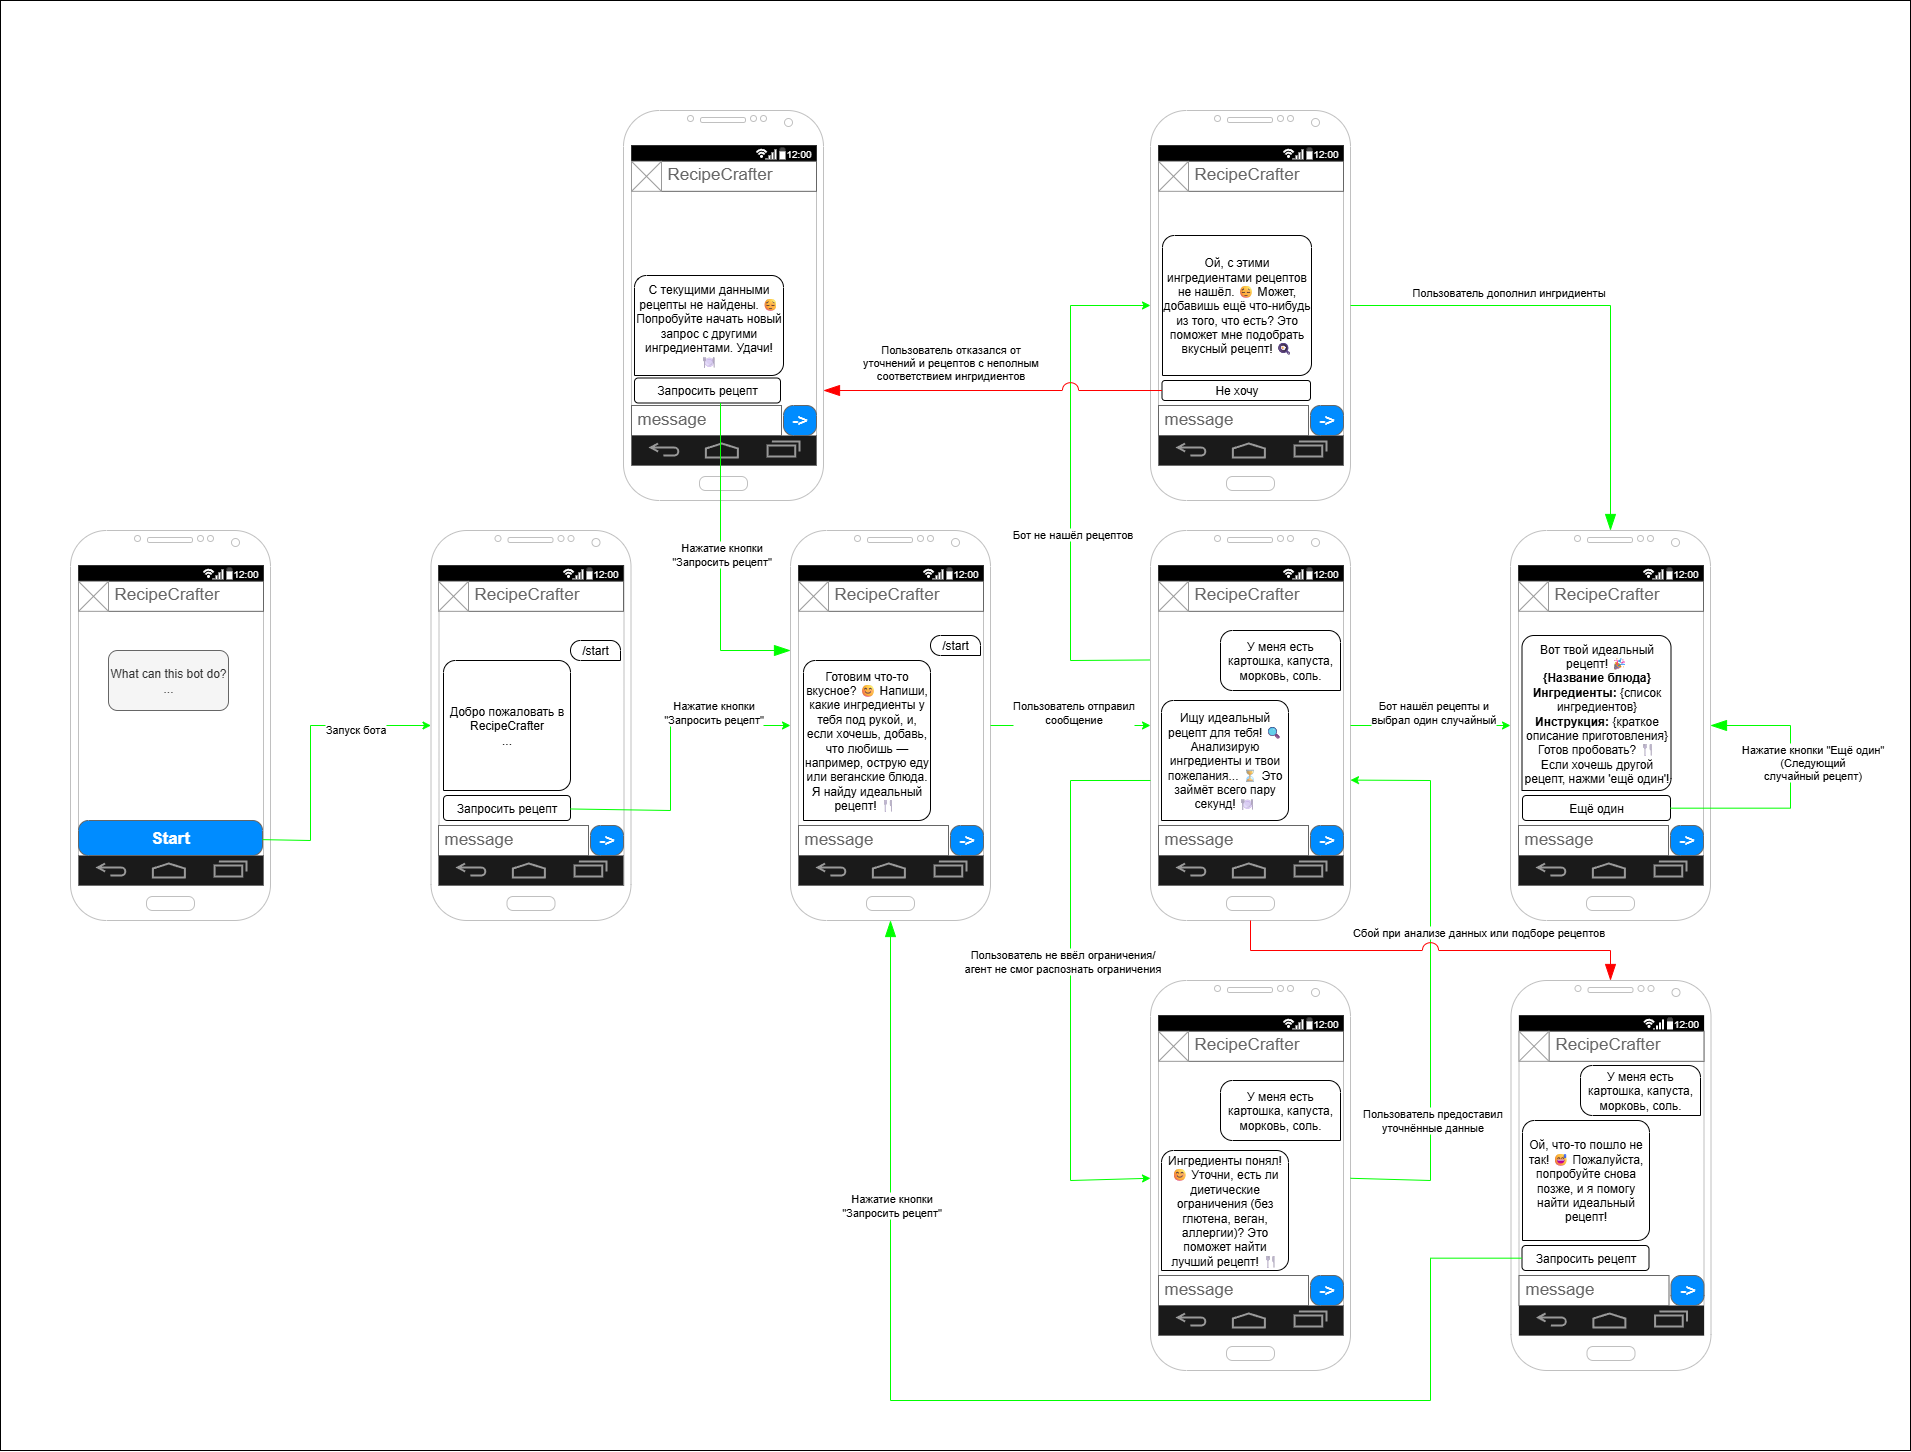 12:00
RecipeCrafter
С текущими данными
рецепты не найдены. 🥺
Попробуйте начать новый
запрос с другими
ингредиентами. Удачи!
🍽️
Запросить рецепт
message
->
12:00
RecipeCrafter
Ой, с этими
ингредиентами рецептов
не нашёл. 🥺 Может,
добавишь ещё что-нибудь
из того, что есть? Это
поможет мне подобрать
вкусный рецепт! 🍳
Не хочу
message
->
Пользователь отказался от
уточнений и рецептов с неполным
соответствием ингридиентов
Пользователь дополнил ингридиенты
Нажатие кнопки
"Запросить рецепт"
Бот не нашёл рецептов
12:00
RecipeCrafter
What can this bot do?
...
Start
Запуск бота
12:00
RecipeCrafter
/start
Добро пожаловать в
RecipeCrafter
...
Запросить рецепт
message
->
Нажатие кнопки
"Запросить рецепт"
12:00
RecipeCrafter
/start
Готовим что-то
вкусное? 😊 Напиши,
какие ингредиенты у
тебя под рукой, и,
если хочешь, добавь,
что любишь —
например, острую еду
или веганские блюда.
Я найду идеальный
рецепт! 🍴
message
->
Пользователь отправил
сообщение
12:00
RecipeCrafter
У меня есть
картошка, капуста,
морковь, соль.
Ищу идеальный
рецепт для тебя! 🔍
Анализирую
ингредиенты и твои
пожелания... ⏳ Это
займёт всего пару
секунд! 🍽️
message
->
Бот нашёл рецепты и
выбрал один случайный
12:00
RecipeCrafter
Вот твой идеальный
рецепт! 🎉
{Название блюда}
Ингредиенты: {список
ингредиентов}
Инструкция: {краткое
описание приготовления}
Готов пробовать? 🍴
Если хочешь другой
рецепт, нажми 'ещё один'!
Ещё один
message
->
Нажатие кнопки "Ещё один"
(Следующий
случайный рецепт)
Пользователь не ввёл ограничения/
агент не смог распознать ограничения
Сбой при анализе данных или подборе рецептов
12:00
RecipeCrafter
У меня есть
картошка, капуста,
морковь, соль.
Ингредиенты понял!
😊 Уточни, есть ли
диетические
ограничения (без
глютена, веган,
аллергии)? Это
поможет найти
лучший рецепт! 🍴
message
->
Пользователь предоставил
уточнённые данные
12:00
RecipeCrafter
У меня есть
картошка, капуста,
морковь, соль.
Ой, что-то пошло не
так! 😅 Пожалуйста,
попробуйте снова
позже, и я помогу
найти идеальный
рецепт!
Запросить рецепт
message
->
Нажатие кнопки
"Запросить рецепт"